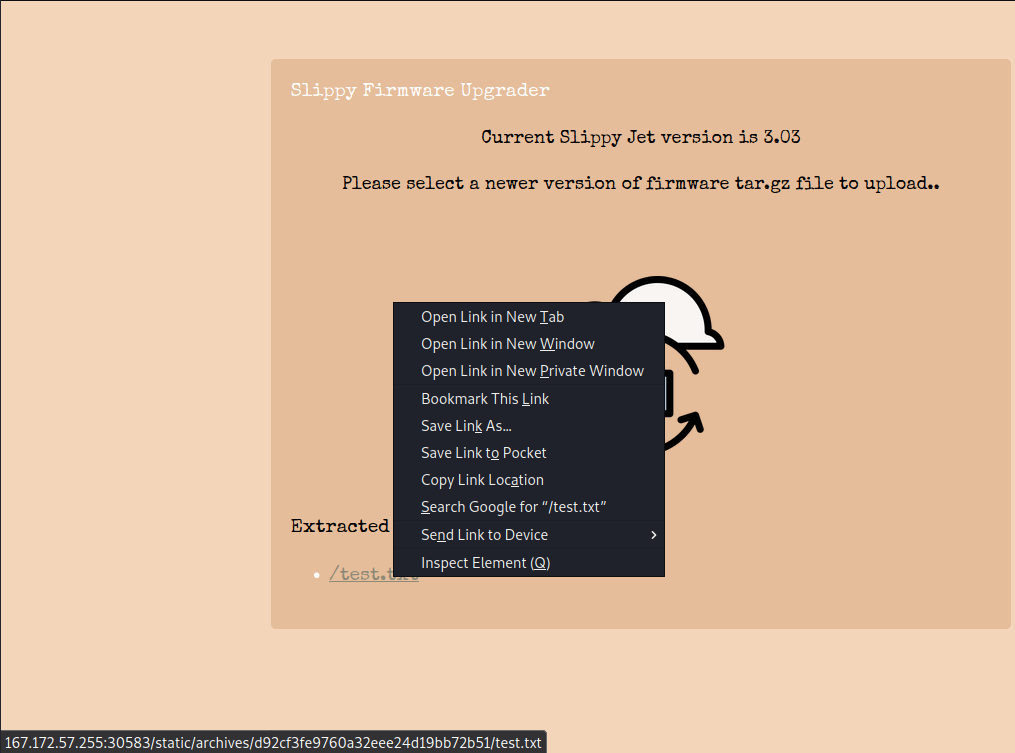 Slippy Firmware Upgrader
Current Slippy Jet version is 3.03
Please select a newer version of firmware tar.gz file to upload..
Open Link in New Tab
Open Link in New Window
Open Link in New Private Window
Bookmark This Link
Save Link As...
Save Link to Pocket
Copy Link Location
Search Google for “/test.txt”
Send Link to Device
Inspect Element (Q)
Extracted
/test.txt
167.172.57.255:30583/static/archives/d92cf3fe9760a32eee24d19bb72b51/test.txt